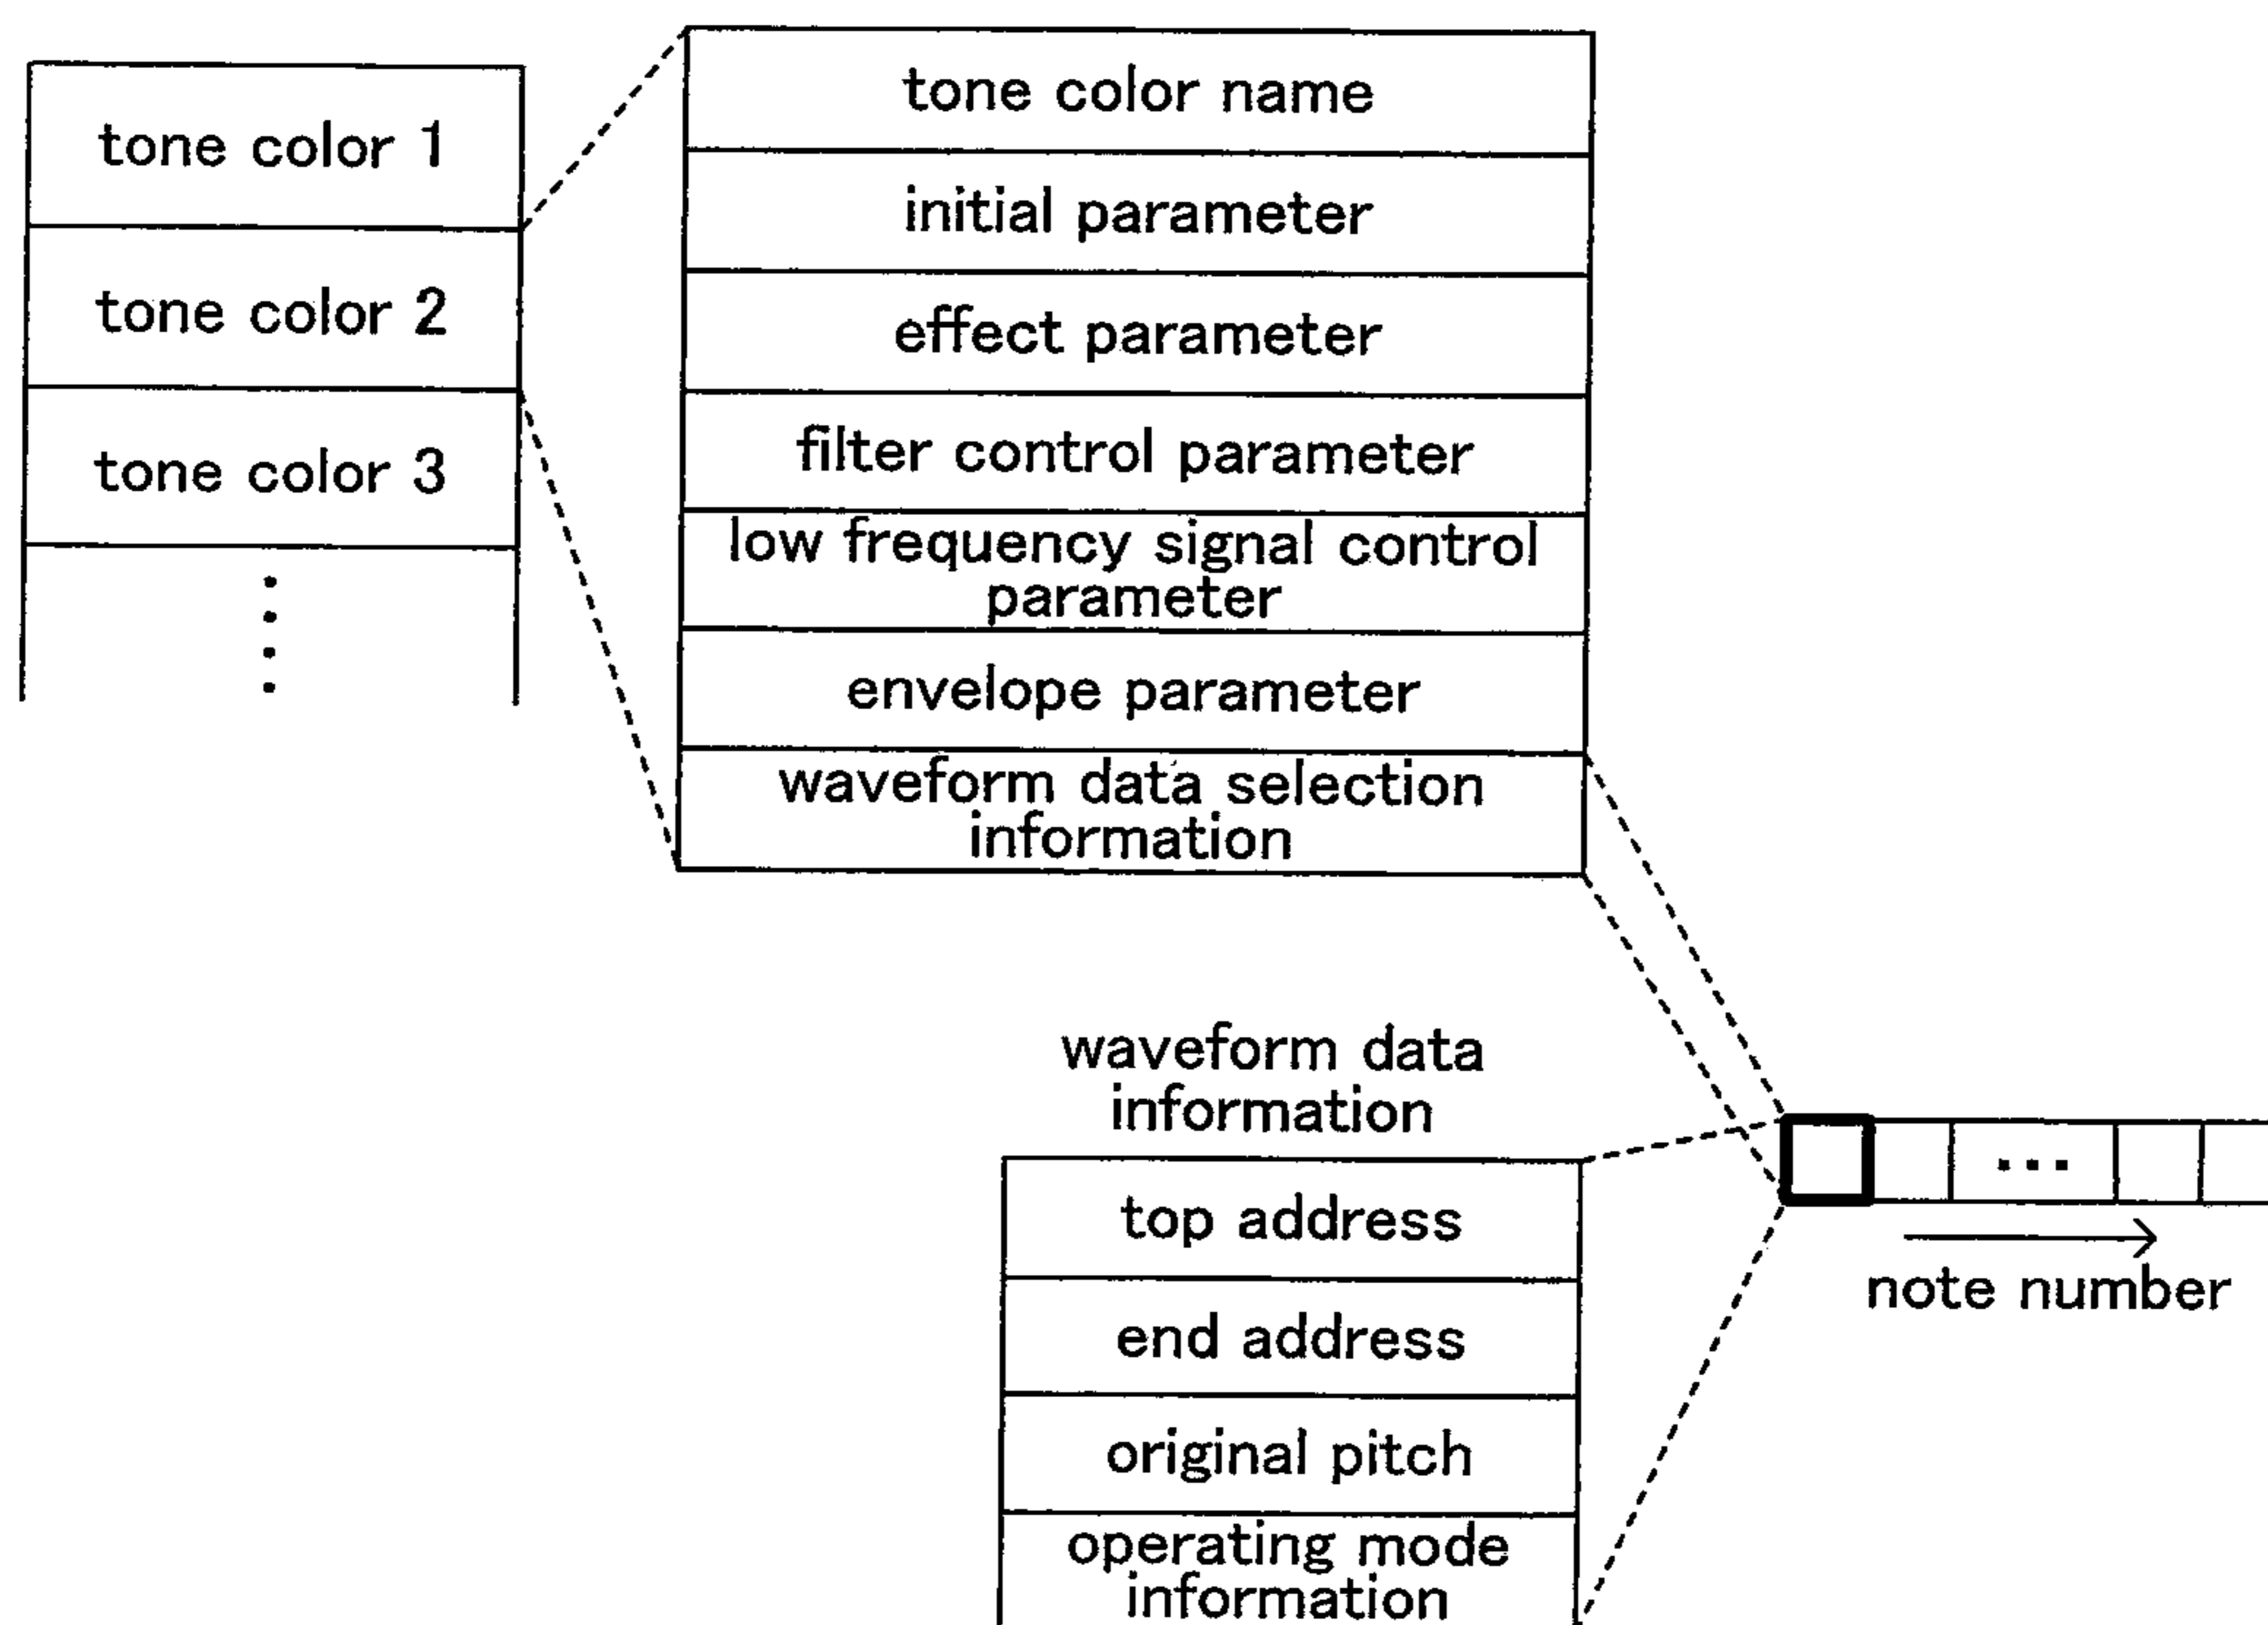 tone color 1
tone color 2
tone color 3
tone color name
initial parameter
effect parameter
filter control parameter
low frequency signal control
parameter
envelope parameter
waveform data selection
information
waveform data
information
top address
end address
original pitch
operating mode
information
...
note number